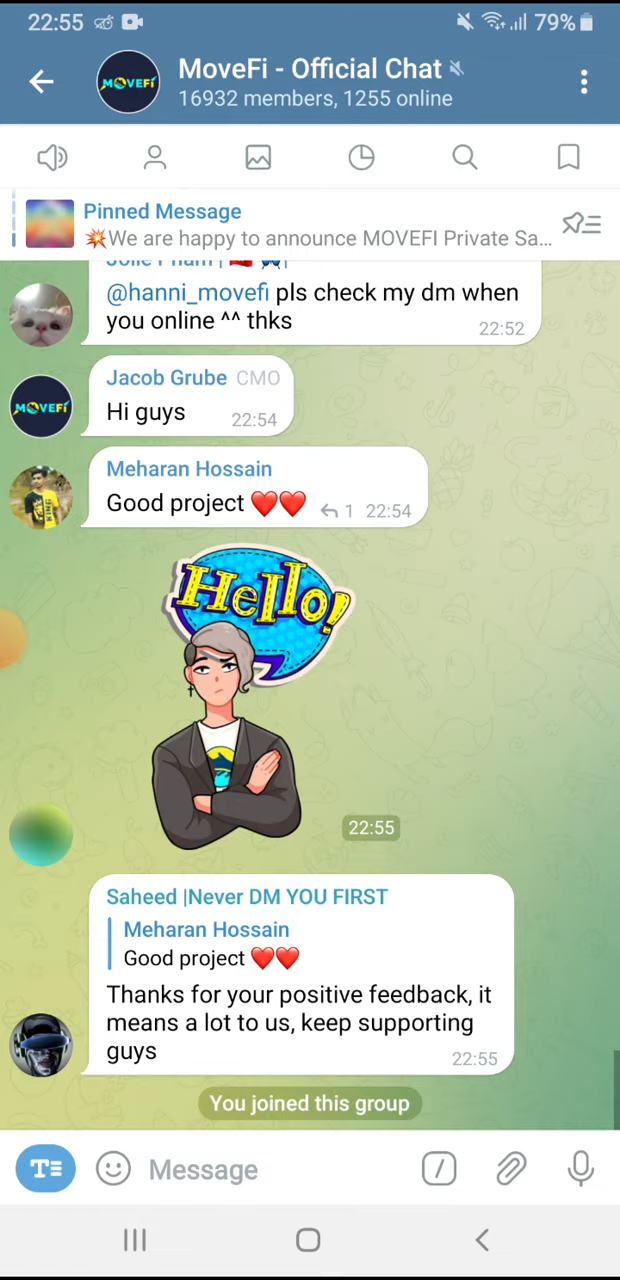 22:55
79%
MOVEFi
MoveFi - Official Chat
16932 members, 1255 online
Pinned Message
💥We are happy to announce MOVEFI Private Sa...
@hanni_movefi pls check my dm when
you online ^^ thks
22:52
MOVEFi
Jacob Grube CMO
Hi guys
22:54
Meharan Hossain
Good project ❤️❤️
1 22:54
KING
Hello!
22:55
Saheed |Never DM YOU FIRST
Meharan Hossain
Good project ❤️❤️
Thanks for your positive feedback, it
means a lot to us, keep supporting
guys
22:55
You joined this group
T
Message
/